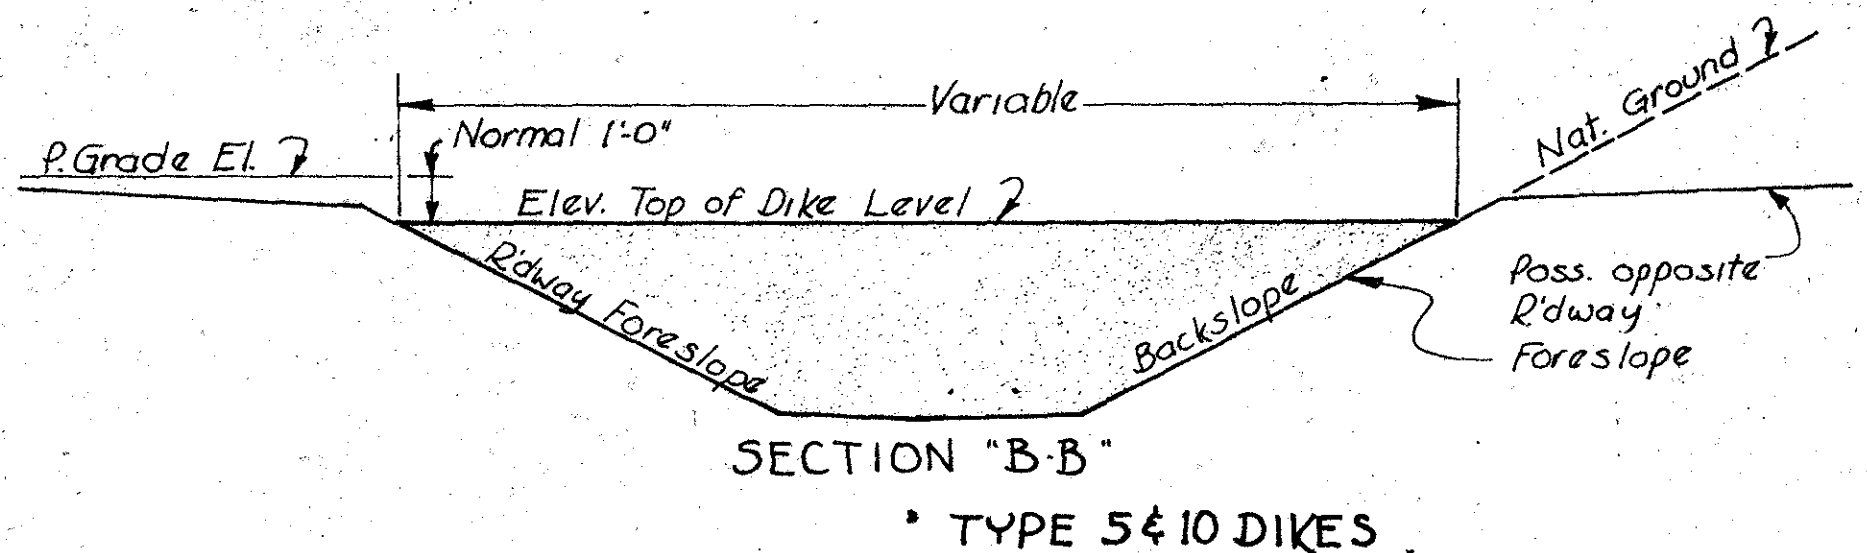 Variable
Normal 1'-0"
P. Grade El.
Nat. Ground
Elev. Top of Dike Level
R'dway Foreslope
Backslope
Poss. opposite
R'dway
Foreslope
SECTION "B-B"
TYPE 5 & 10 DIKES